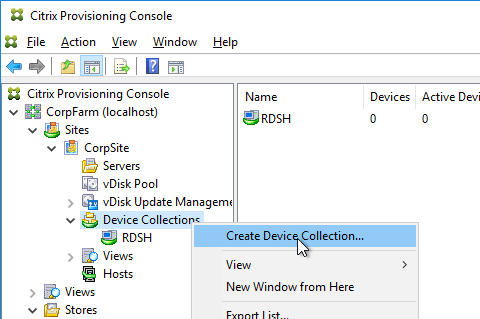 Citrix Provisioning Console
File Action View Window Help
Citrix Provisioning Console
CorpFarm (localhost)
Sites
CorpSite
Servers
vDisk Pool
vDisk Update Manageme
Device Collections
RDSH
Views
Hosts
Views
Stores
Name Devices Active Devi
RDSH 0 0
Create Device Collection...
View
New Window from Here
Export List...